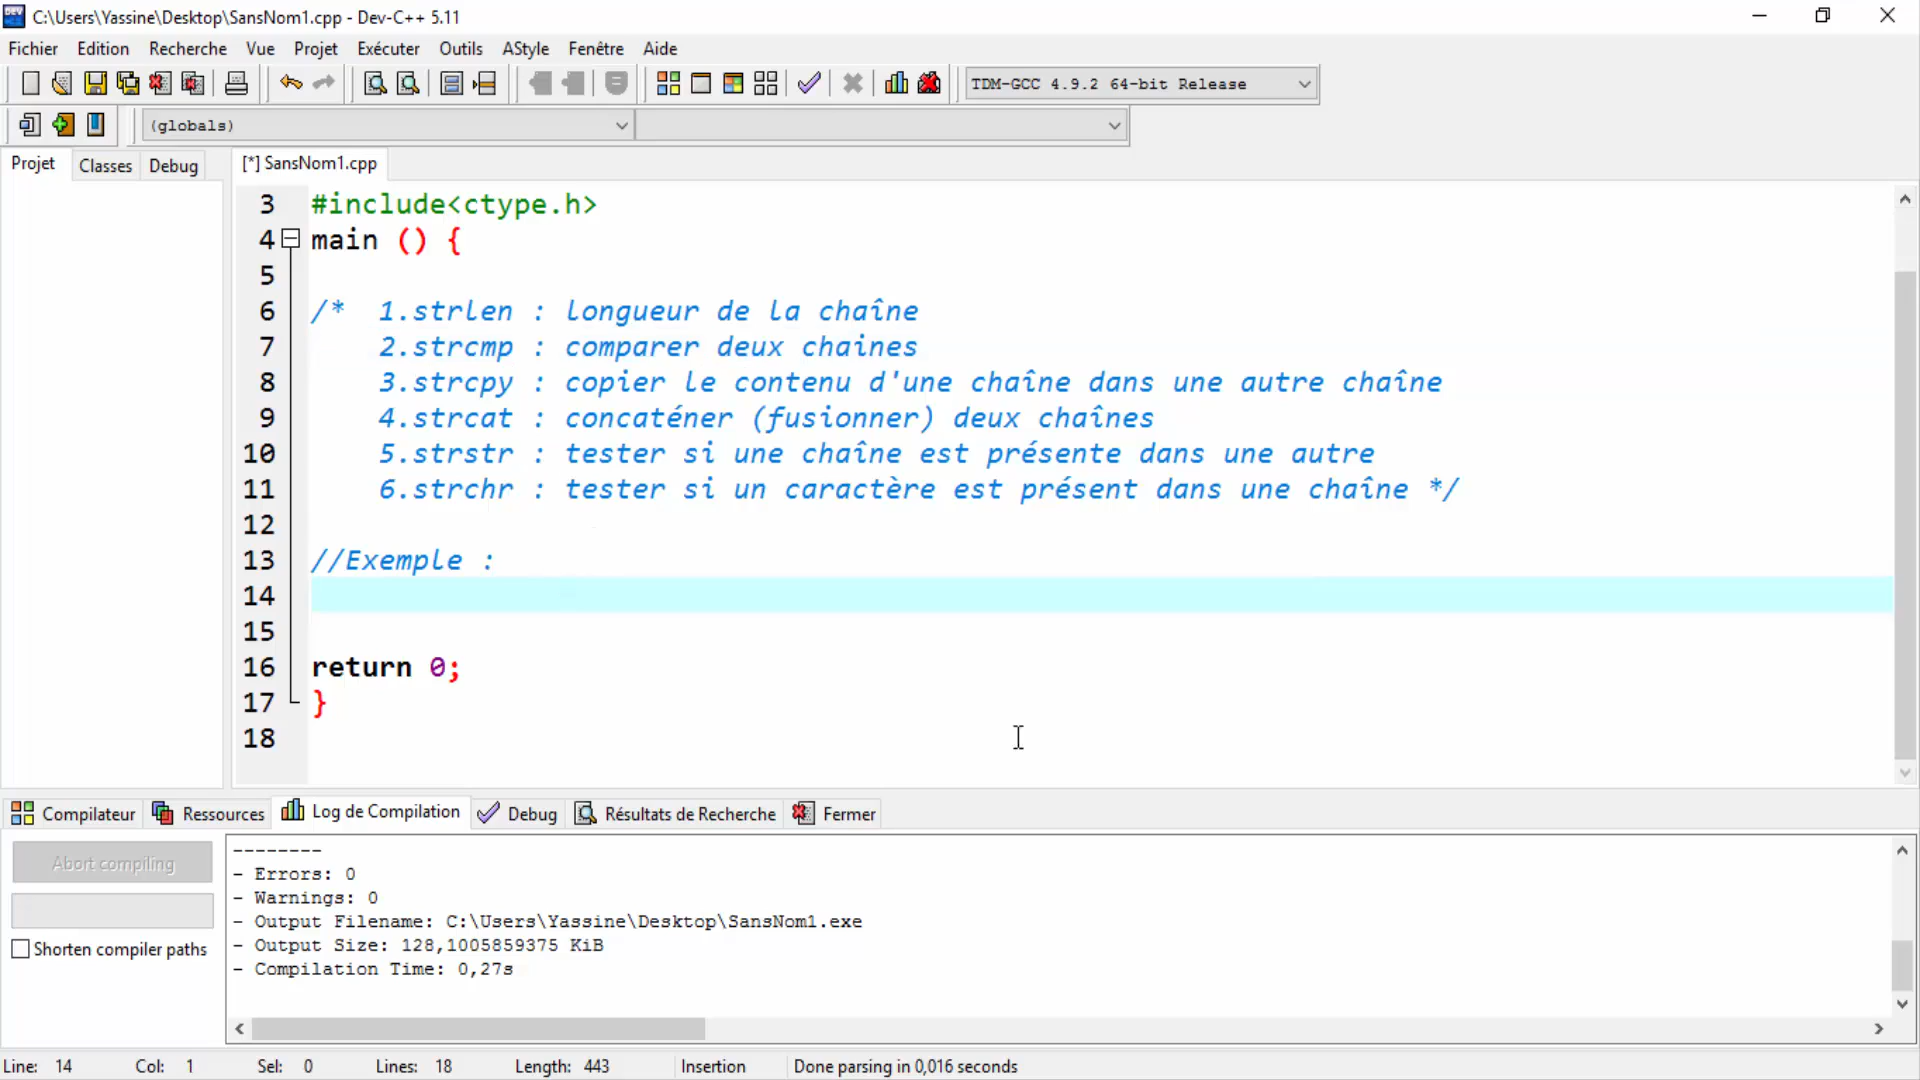 C:\Users\Yassine\Desktop\SansNom1.cpp - Dev-C++ 5.11
Fichier Edition Recherche Vue Projet Exécuter Outils AStyle Fenêtre Aide
TDM-GCC 4.9.2 64-bit Release
(globals)
Projet Classes Debug [*] SansNom1.cpp
3 #include<ctype.h>
4 main () {
5
6 /* 1.strlen : longueur de la chaîne
7 2.strcmp : comparer deux chaines
8 3.strcpy : copier le contenu d'une chaîne dans une autre chaîne
9 4.strcat : concaténer (fusionner) deux chaînes
10 5.strstr : tester si une chaîne est présente dans une autre
11 6.strchr : tester si un caractère est présent dans une chaîne */
12
13 //Exemple :
14
15
16 return 0;
17 }
18
Compilateur Ressources Log de Compilation Debug Résultats de Recherche Fermer
Abort compiling
Shorten compiler paths
--------
- Errors: 0
- Warnings: 0
- Output Filename: C:\Users\Yassine\Desktop\SansNom1.exe
- Output Size: 128,1005859375 KiB
- Compilation Time: 0,27s
Line: 14 Col: 1 Sel: 0 Lines: 18 Length: 443 Insertion Done parsing in 0,016 seconds